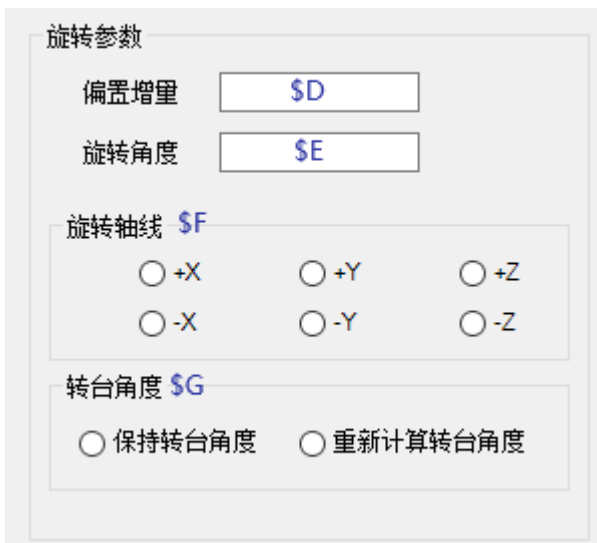 旋转参数
偏置增量 $D
旋转角度 $E
旋转轴线 $F
+X +Y +Z
-X -Y -Z
转台角度 $G
保持转台角度 重新计算转台角度